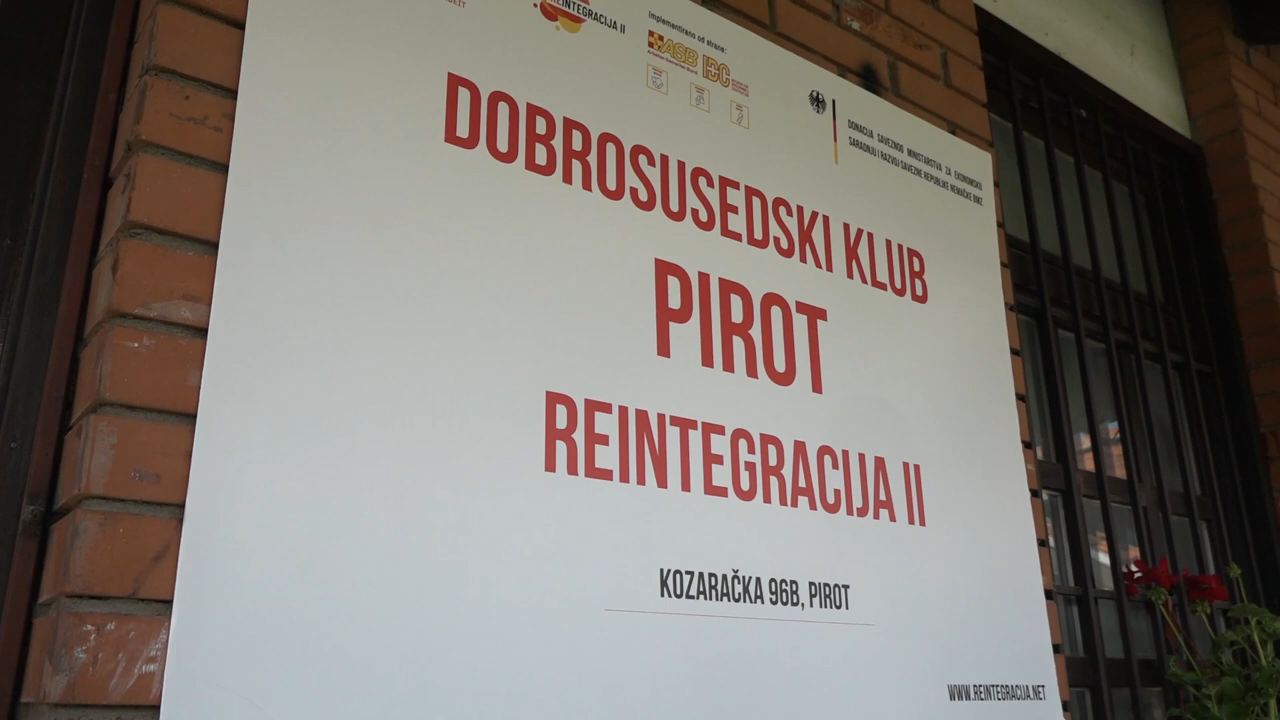 REINTEGRACIJA II
Implementirano od strane:
ASB IDC
DONACIJA SAVEZNOG MINISTARSTVA ZA EKONOMSKU
SARADNJU I RAZVOJ SAVEZNE REPUBLIKE NEMAČKE BMZ
DOBROSUSEDSKI KLUB
PIROT
REINTEGRACIJA II
KOZARAČKA 96B, PIROT
WWW.REINTEGRACIJA.NET